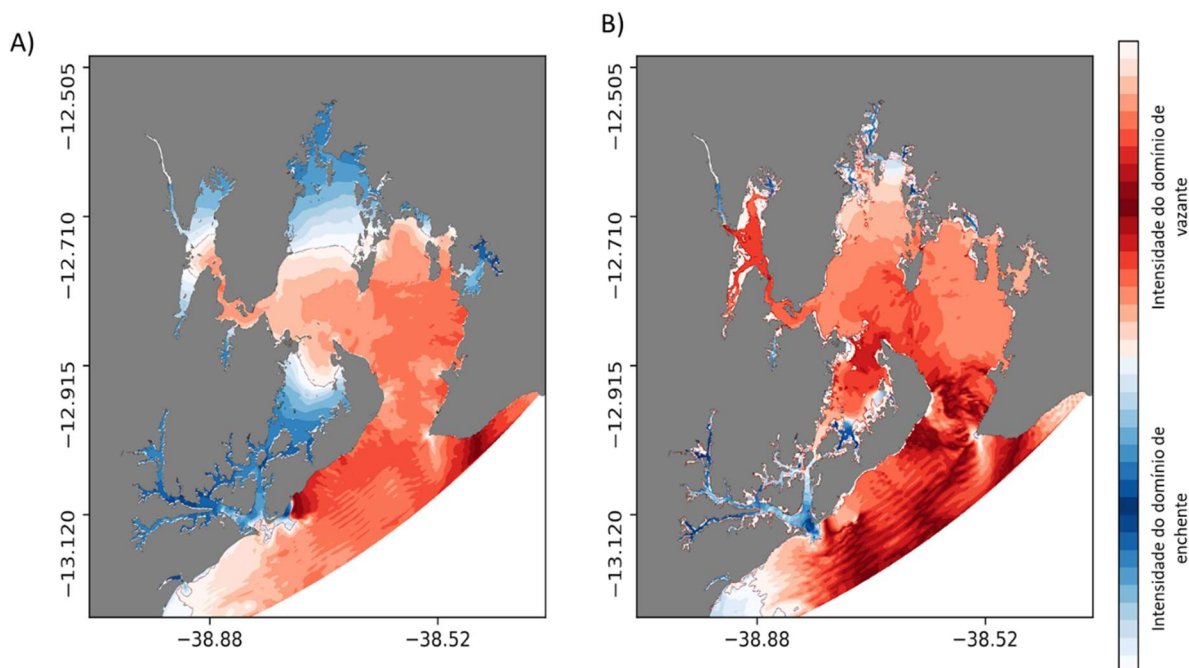 A)
B)
−12.505
−12.710
−12.915
−13.120
−38.88
−38.52
−12.505
−12.710
−12.915
−13.120
−38.88
−38.52
Intensidade do domínio de
vazante
Intensidade do domínio de
enchente